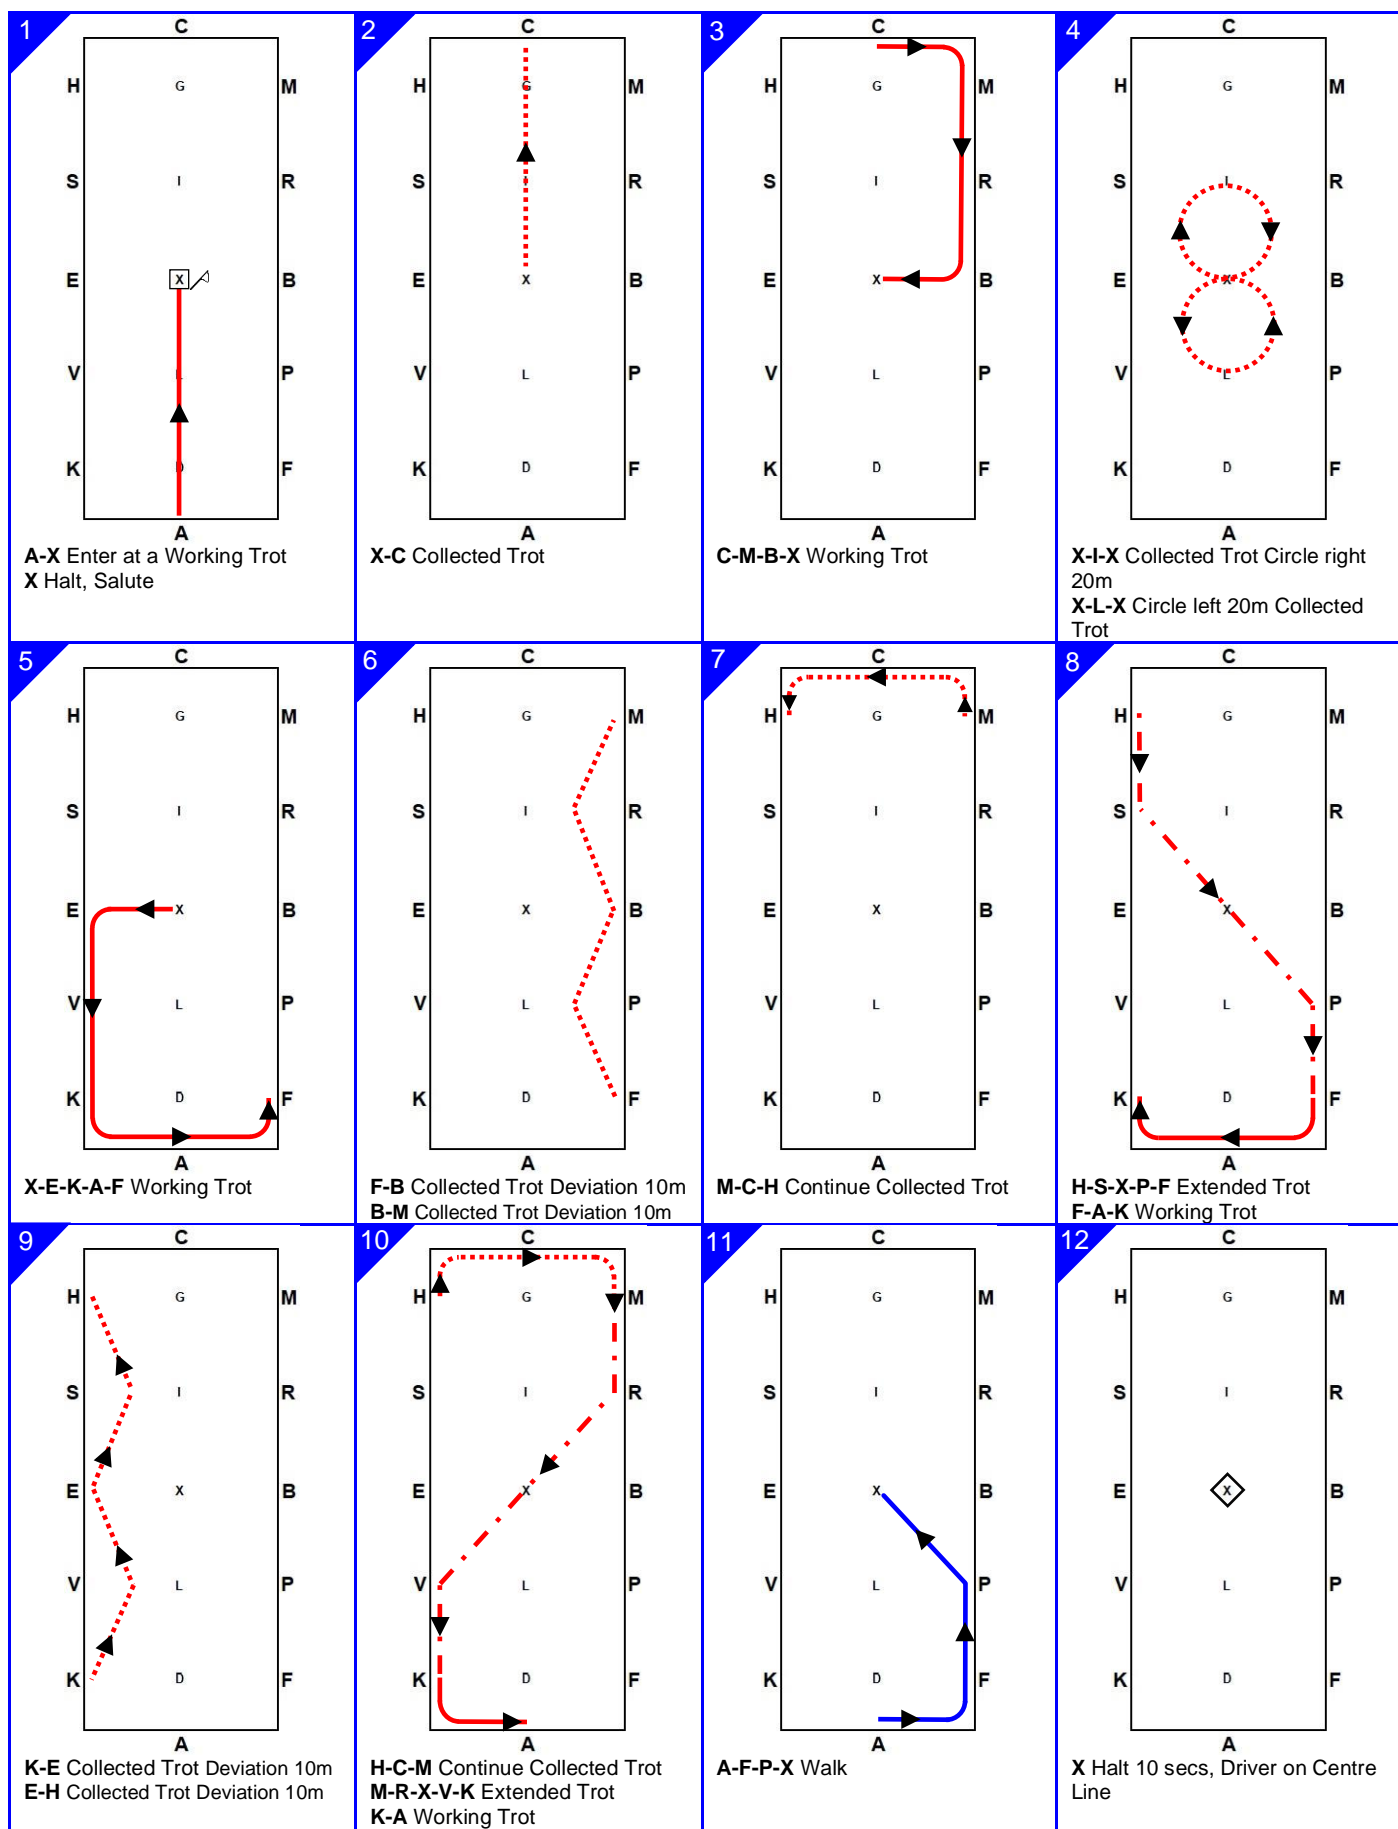 1
C
H G M
S I R
E X B
V L P
K D F
A
A-X Enter at a Working Trot
X Halt, Salute
2
C
H G M
S I R
E X B
V L P
K D F
A
X-C Collected Trot
3
C
H G M
S I R
E X B
V L P
K D F
A
C-M-B-X Working Trot
4
C
H G M
S I R
E X B
V L P
K D F
A
X-I-X Collected Trot Circle right
20m
X-L-X Circle left 20m Collected
Trot
5
C
H G M
S I R
E X B
V L P
K D F
A
X-E-K-A-F Working Trot
6
C
H G M
S I R
E X B
V L P
K D F
A
F-B Collected Trot Deviation 10m
B-M Collected Trot Deviation 10m
7
C
H G M
S I R
E X B
V L P
K D F
A
M-C-H Continue Collected Trot
8
C
H G M
S I R
E X B
V L P
K D F
A
H-S-X-P-F Extended Trot
F-A-K Working Trot
9
C
H G M
S I R
E X B
V L P
K D F
A
K-E Collected Trot Deviation 10m
E-H Collected Trot Deviation 10m
10
C
H G M
S I R
E X B
V L P
K D F
A
H-C-M Continue Collected Trot
M-R-X-V-K Extended Trot
K-A Working Trot
11
C
H G M
S I R
E X B
V L P
K D F
A
A-F-P-X Walk
12
C
H G M
S I R
E X B
V L P
K D F
A
X Halt 10 secs, Driver on Centre
Line